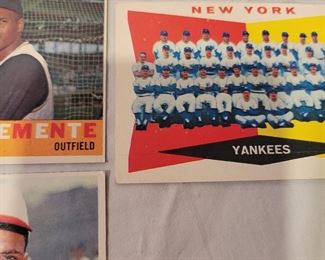 NEW YORK
YANKEES
EMENTE
OUTFIELD